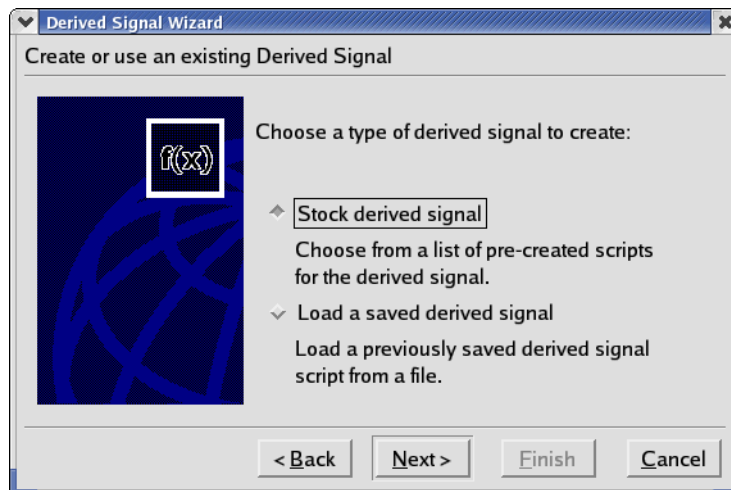 Derived Signal Wizard
Create or use an existing Derived Signal
f(x)
Choose a type of derived signal to create:
Stock derived signal
Choose from a list of pre-created scripts
for the derived signal.
Load a saved derived signal
Load a previously saved derived signal
script from a file.
< Back
Next >
Finish
Cancel